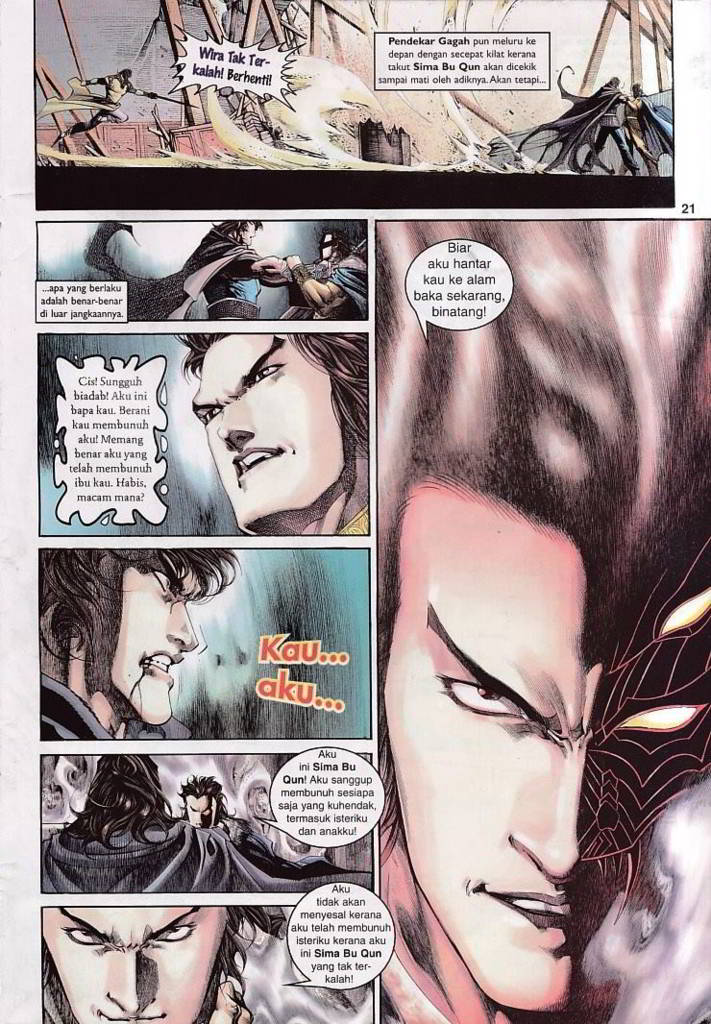 Wira Tak Ter-
kalah! Berhenti!
Pendekar Gagah pun meluru ke
depan dengan secepat kilat kerana
takut Sima Bu Qun akan dicekik
sampai mati oleh adiknya. Akan tetapi...
21
...apa yang berlaku
adalah benar-benar
di luar jangkaannya.
Cis! Sungguh
biadab! Aku ini
bapa kau. Berani
kau membunuh
aku! Memang
benar aku yang
telah membunuh
ibu kau. Habis,
macam mana?
Kau...
aku...
Aku
ini Sima Bu
Qun! Aku sanggup
membunuh sesiapa
saja yang kuhendak,
termasuk isteriku
dan anakku!
Aku
tidak akan
menyesal kerana
aku telah membunuh
isteriku kerana aku
ini Sima Bu Qun
yang tak ter-
kalah!
Biar
aku hantar
kau ke alam
baka sekarang,
binatang!